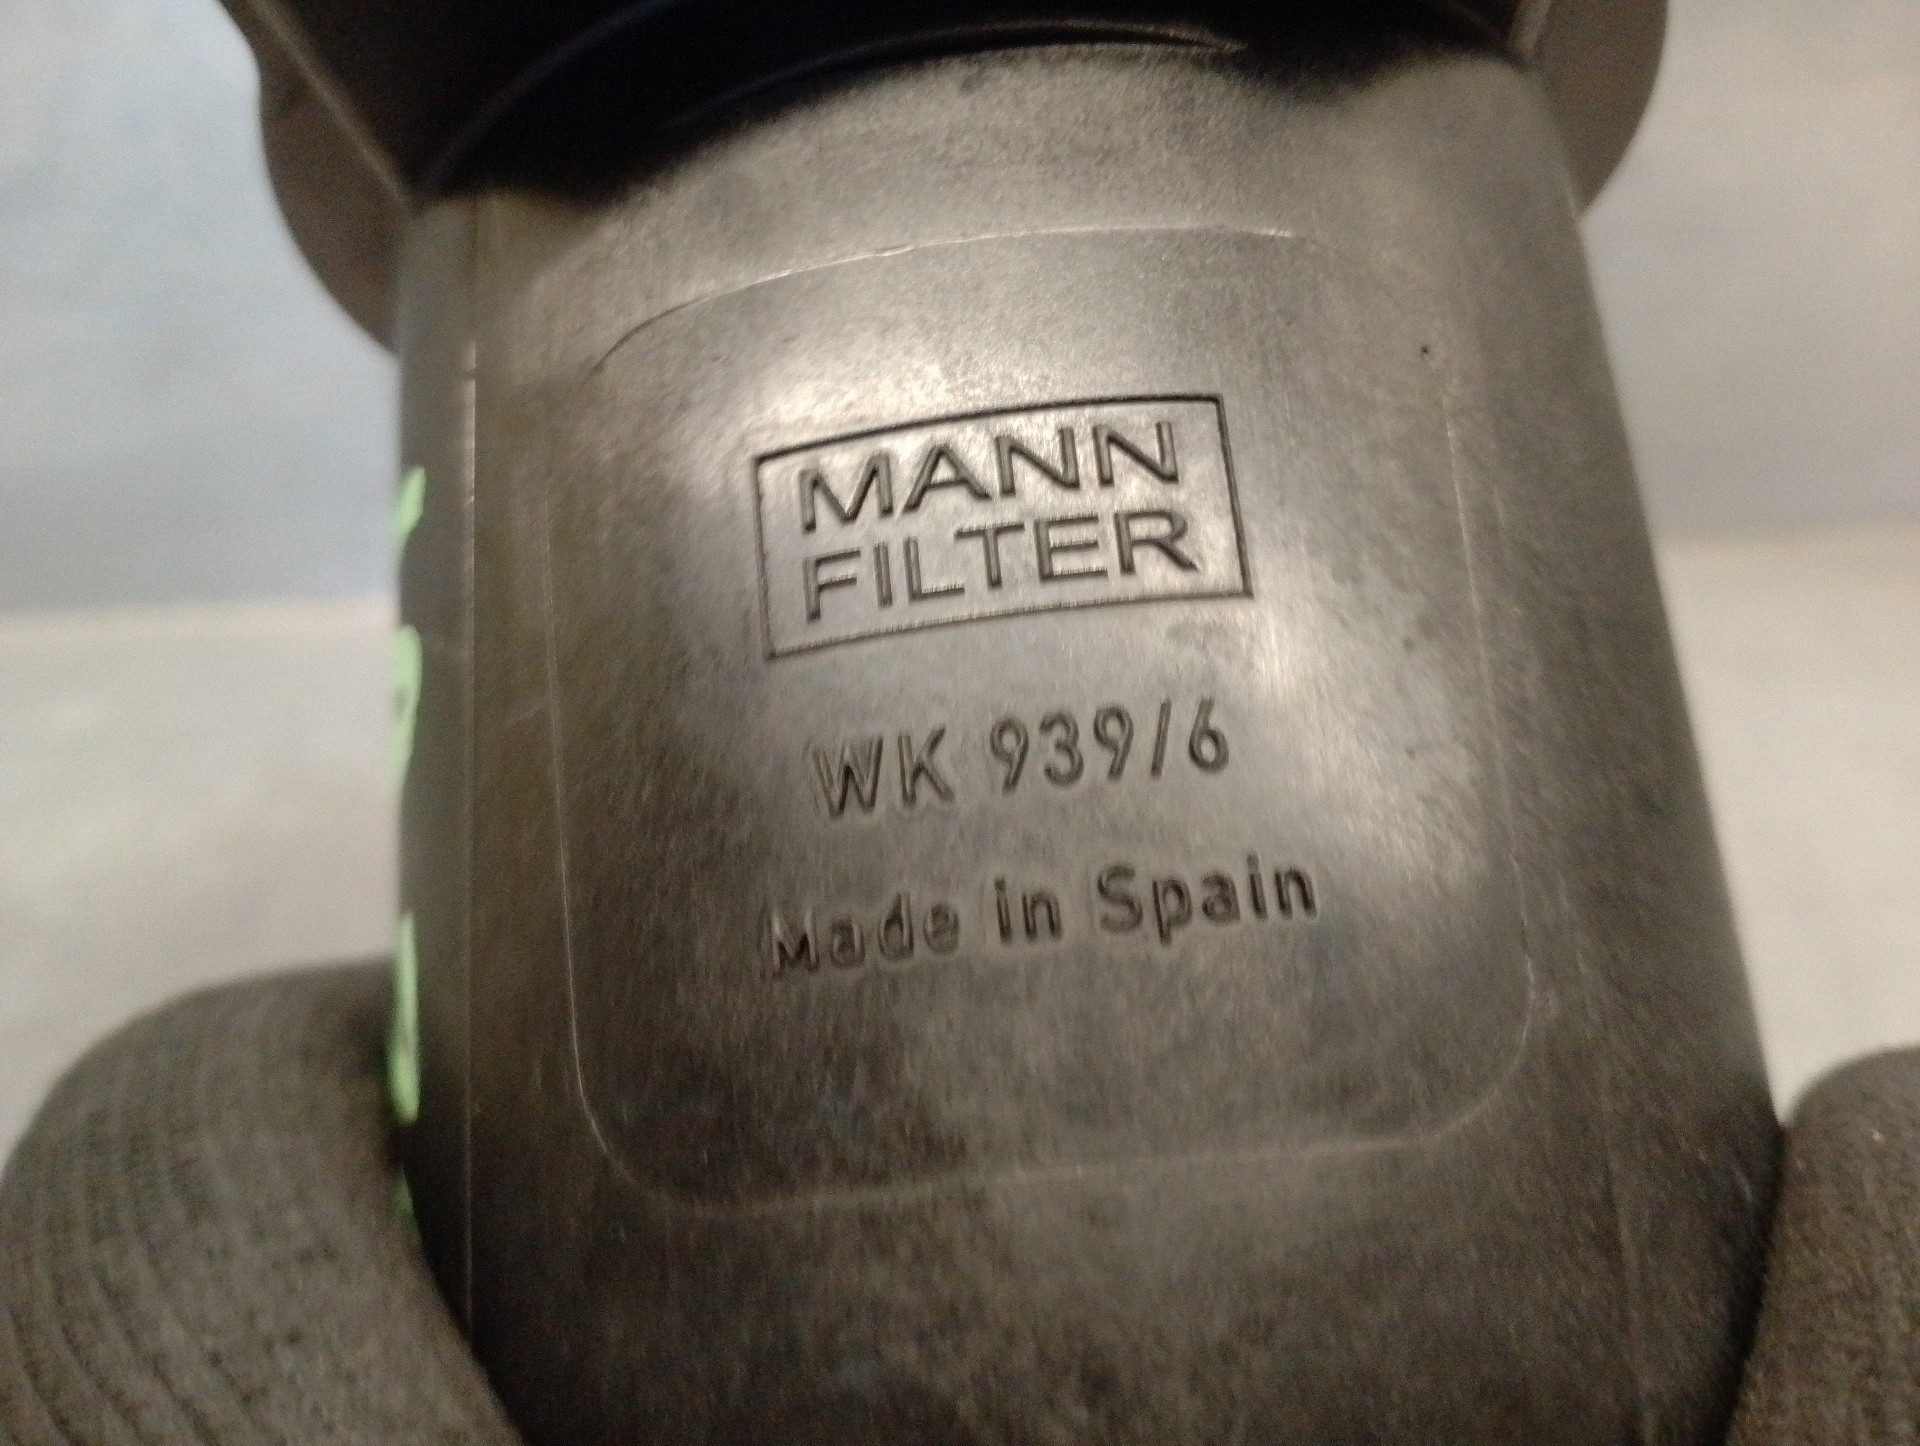 MANN
FILTER
WK 939/6
Made in Spain